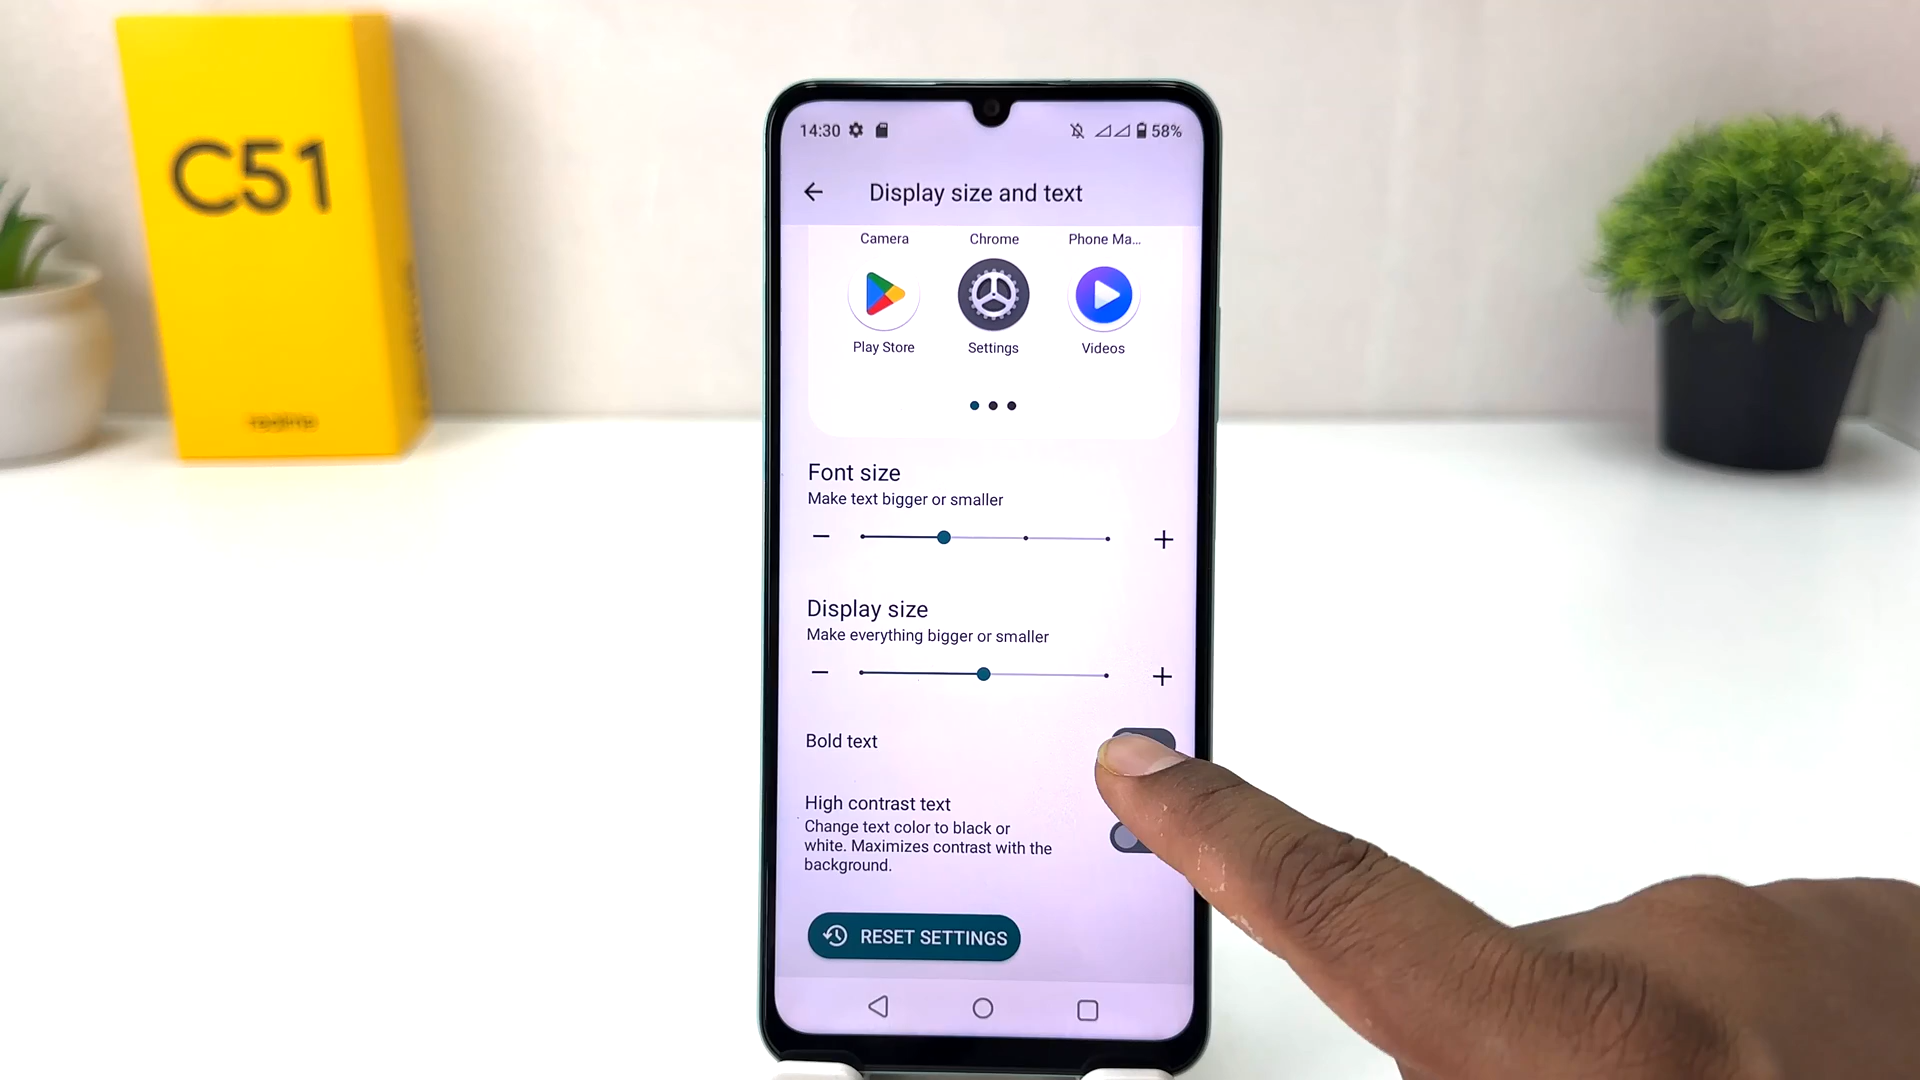 C51
realme
14:30
58%
Display size and text
Camera Chrome Phone Ma...
Play Store Settings Videos
Font size
Make text bigger or smaller
Display size
Make everything bigger or smaller
Bold text
High contrast text
Change text color to black or
white. Maximizes contrast with the
background.
RESET SETTINGS